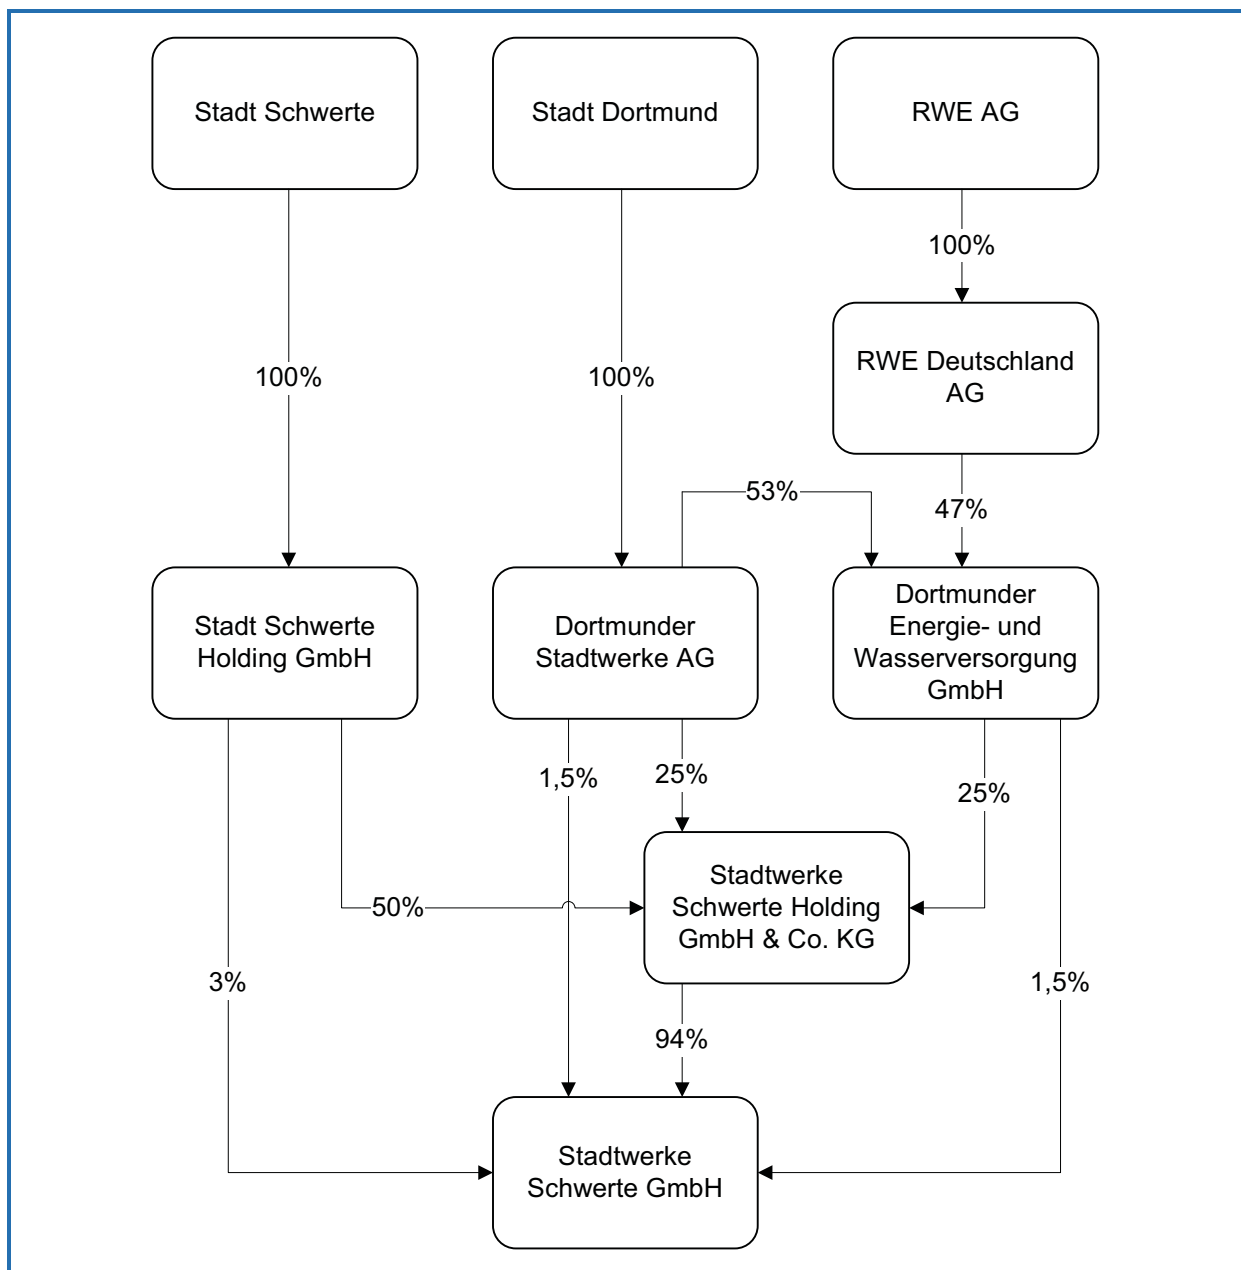 Stadt Schwerte
Stadt Dortmund
RWE AG
100%
RWE Deutschland
AG
100%
100%
53%
47%
Stadt Schwerte
Holding GmbH
Dortmunder
Stadtwerke AG
Dortmunder
Energie- und
Wasserversorgung
GmbH
1,5%
25%
25%
Stadtwerke
Schwerte Holding
GmbH & Co. KG
50%
3%
1,5%
94%
Stadtwerke
Schwerte GmbH